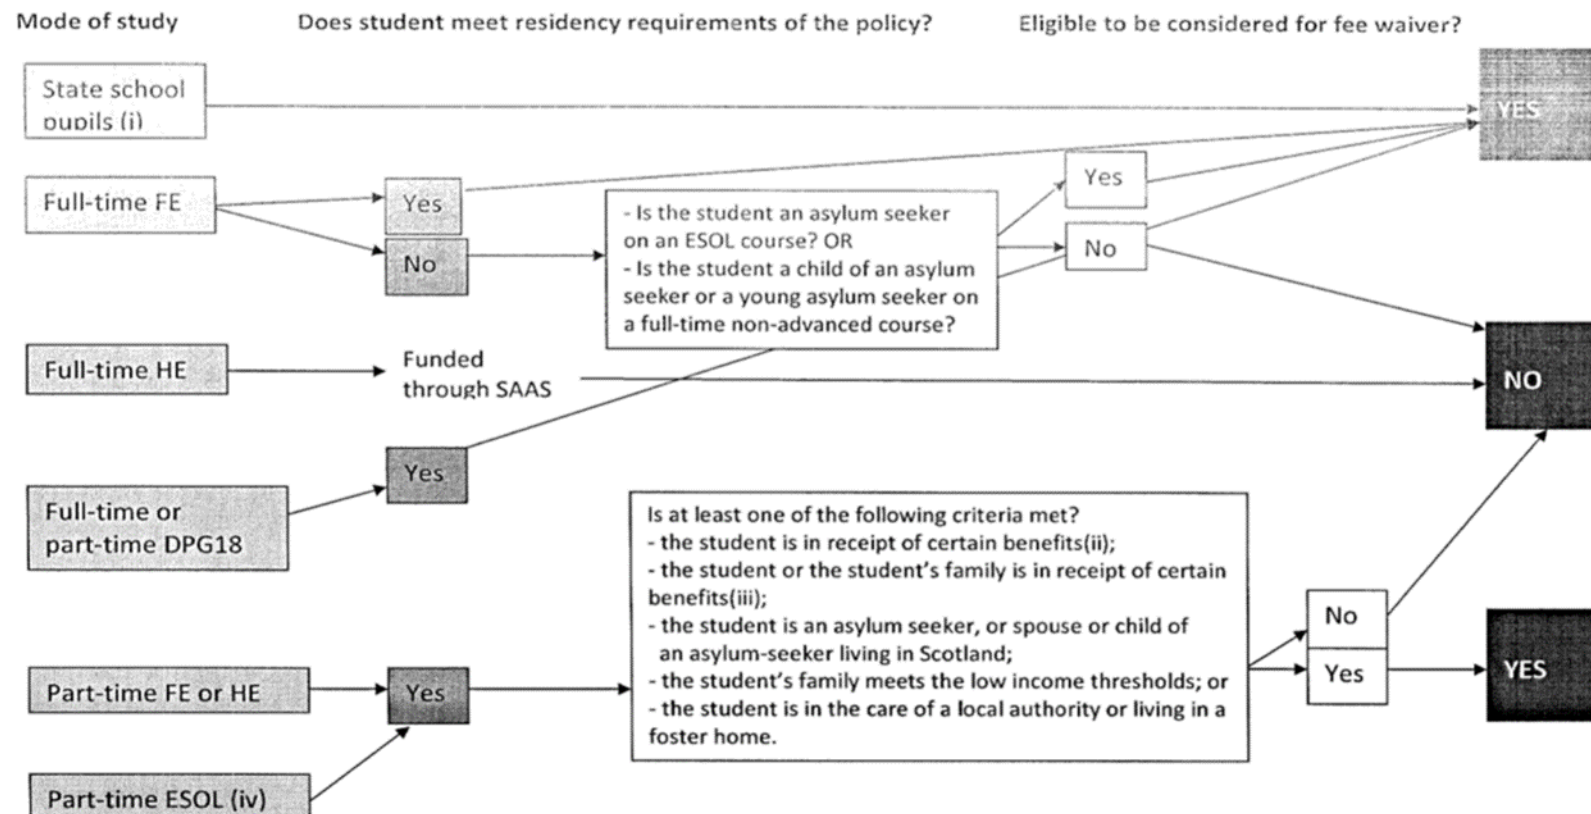 Mode of study
Does student meet residency requirements of the policy?
Eligible to be considered for fee waiver?
State school
pupils (i)
YES
Full-time FE
Yes
No
- Is the student an asylum seeker
on an ESOL course? OR
- Is the student a child of an asylum
seeker or a young asylum seeker on
a full-time non-advanced course?
Yes
No
Full-time HE
Funded
through SAAS
NO
Full-time or
part-time DPG18
Yes
Part-time FE or HE
Yes
Is at least one of the following criteria met?
- the student is in receipt of certain benefits(ii);
- the student or the student's family is in receipt of certain
benefits(iii);
- the student is an asylum seeker, or spouse or child of
an asylum-seeker living in Scotland;
- the student's family meets the low income thresholds; or
- the student is in the care of a local authority or living in a
foster home.
No
Yes
YES
Part-time ESOL (iv)